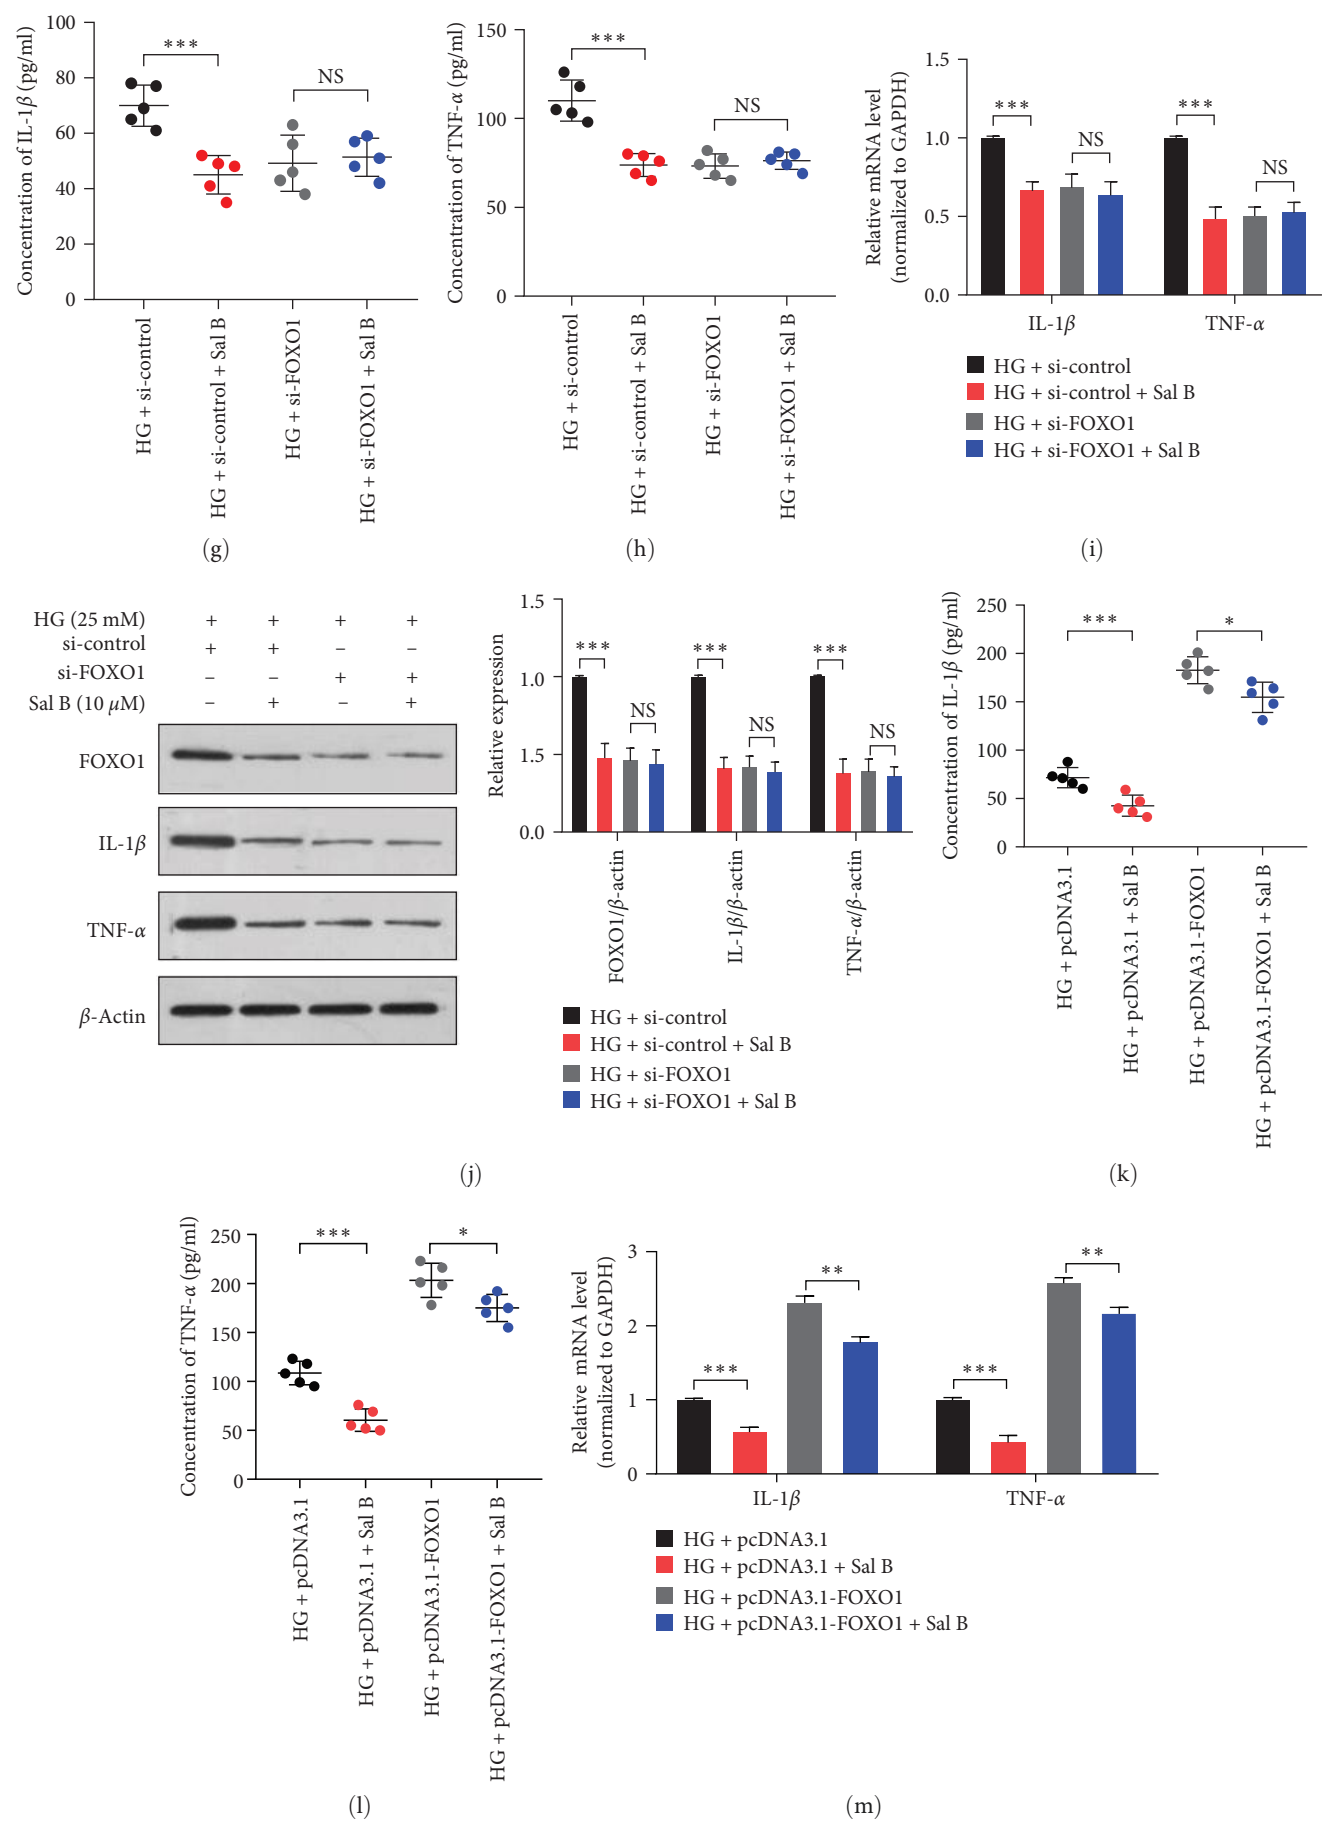 Concentration of IL-1β (pg/ml)
100
80
60
40
20
0
***
NS
HG + si-control
HG + si-control + Sal B
HG + si-FOXO1
HG + si-FOXO1 + Sal B
(g)
Concentration of TNF-α (pg/ml)
150
100
50
0
***
NS
HG + si-control
HG + si-control + Sal B
HG + si-FOXO1
HG + si-FOXO1 + Sal B
(h)
Relative mRNA level
(normalized to GAPDH)
1.5
1.0
0.5
0.0
***
NS
***
NS
IL-1β
TNF-α
HG + si-control
HG + si-control + Sal B
HG + si-FOXO1
HG + si-FOXO1 + Sal B
(i)
HG (25 mM) + + + +
si-control + + – –
si-FOXO1 – – + +
Sal B (10 μM) – + – +
FOXO1
IL-1β
TNF-α
β-Actin
Relative expression
1.5
1.0
1.5
0.0
***
NS
***
NS
***
NS
FOXO1/β-actin
IL-1β/β-actin
TNF-α/β-actin
HG + si-control
HG + si-control + Sal B
HG + si-FOXO1
HG + si-FOXO1 + Sal B
(j)
Concentration of IL-1β (pg/ml)
250
200
150
100
50
0
***
*
HG + pcDNA3.1
HG + pcDNA3.1 + Sal B
HG + pcDNA3.1-FOXO1
HG + pcDNA3.1-FOXO1 + Sal B
(k)
Concentration of TNF-α (pg/ml)
250
200
150
100
50
0
***
*
HG + pcDNA3.1
HG + pcDNA3.1 + Sal B
HG + pcDNA3.1-FOXO1
HG + pcDNA3.1-FOXO1 + Sal B
(l)
Relative mRNA level
(normalized to GAPDH)
3
2
1
0
***
**
***
**
IL-1β
TNF-α
HG + pcDNA3.1
HG + pcDNA3.1 + Sal B
HG + pcDNA3.1-FOXO1
HG + pcDNA3.1-FOXO1 + Sal B
(m)